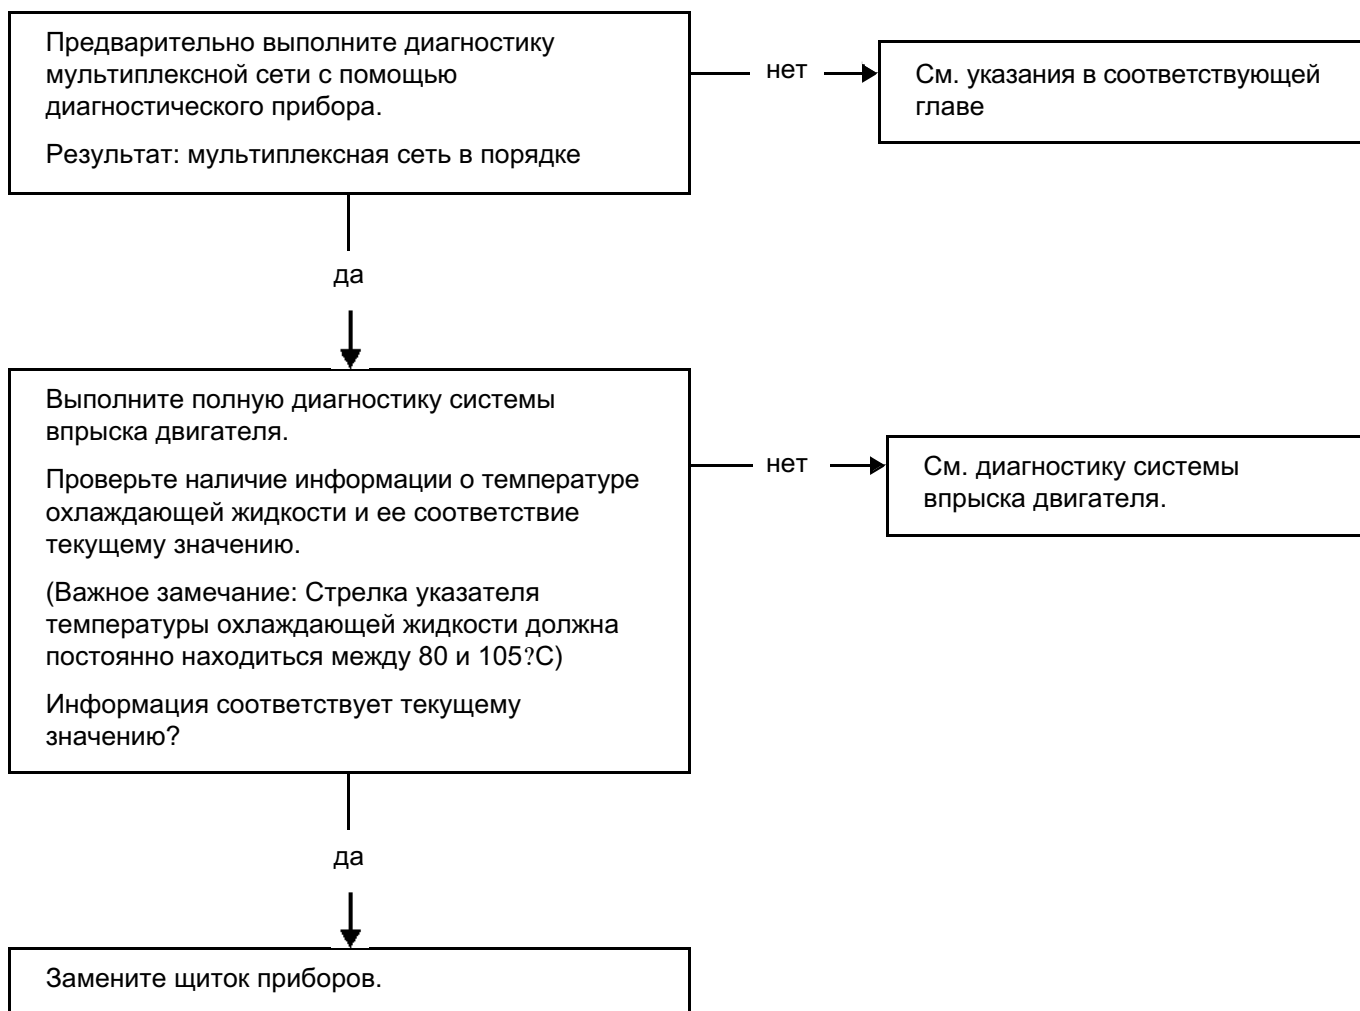 Предварительно выполните диагностику
мультиплексной сети с помощью
диагностического прибора.
Результат: мультиплексная сеть в порядке
нет
См. указания в соответствующей
главе
да
Выполните полную диагностику системы
впрыска двигателя.
Проверьте наличие информации о температуре
охлаждающей жидкости и ее соответствие
текущему значению.
(Важное замечание: Стрелка указателя
температуры охлаждающей жидкости должна
постоянно находиться между 80 и 105?С)
Информация соответствует текущему
значению?
нет
См. диагностику системы
впрыска двигателя.
да
Замените щиток приборов.